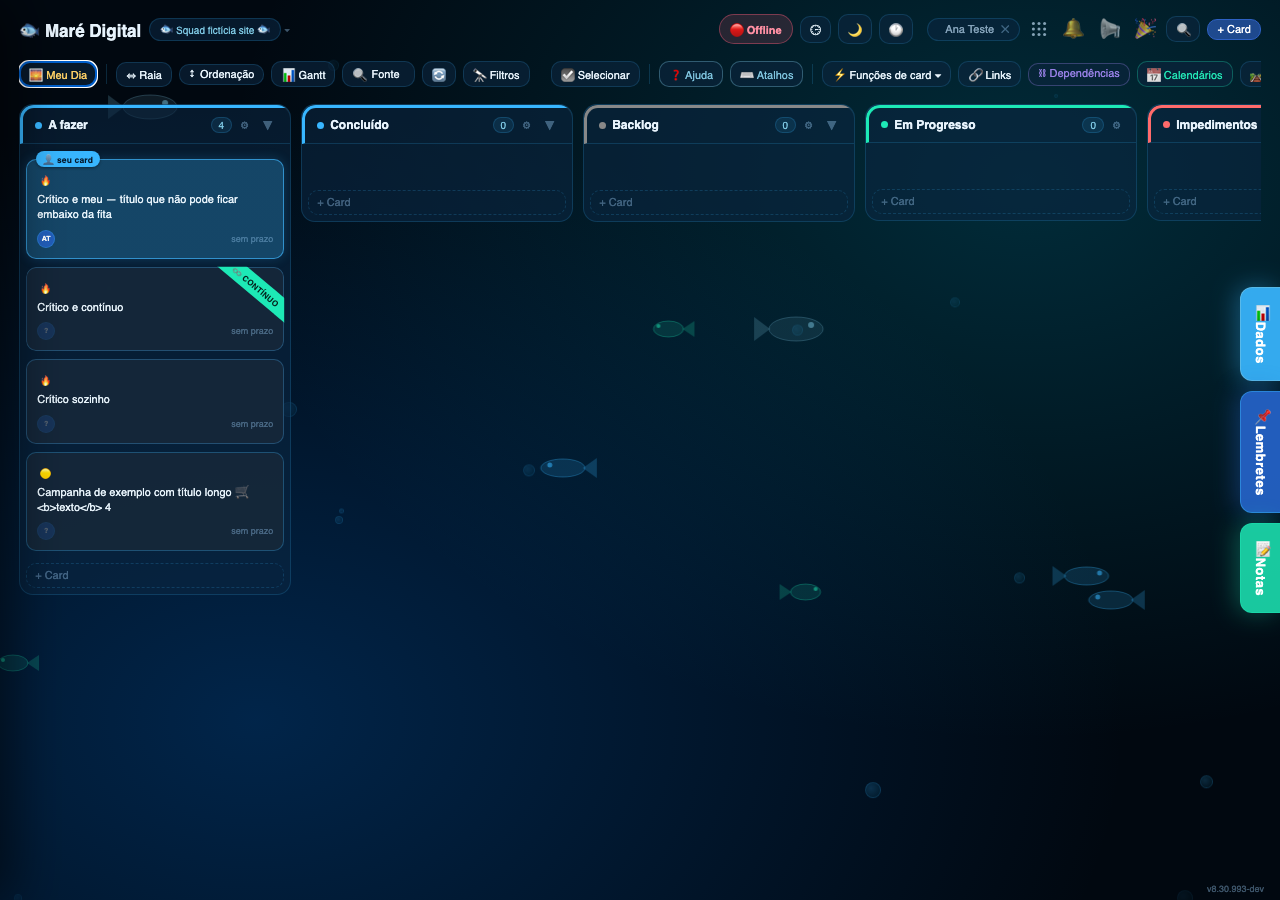 Maré Digital
Squad fictícia site
Offline
Ana Teste
+ Card
Meu Dia
Raia
Ordenação
Gantt
Fonte
Filtros
Selecionar
Ajuda
Atalhos
Funções de card
Links
Dependências
Calendários
A fazer
4
Concluído
0
Backlog
0
Em Progresso
0
Impedimentos
seu card
Crítico e meu — título que não pode ficar
embaixo da fita
AT
sem prazo
CONTÍNUO
Crítico e contínuo
?
sem prazo
Crítico sozinho
?
sem prazo
Campanha de exemplo com título longo
<b>texto</b> 4
?
sem prazo
+ Card
+ Card
+ Card
+ Card
+ Card
Dados
Lembretes
Notas
v8.30.993-dev